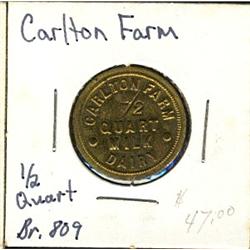 Carlton Farm
CARLTON FARM
1/2
QUART
MILK
DAIRY
1/2
Quart
Br. 809
$
47.00